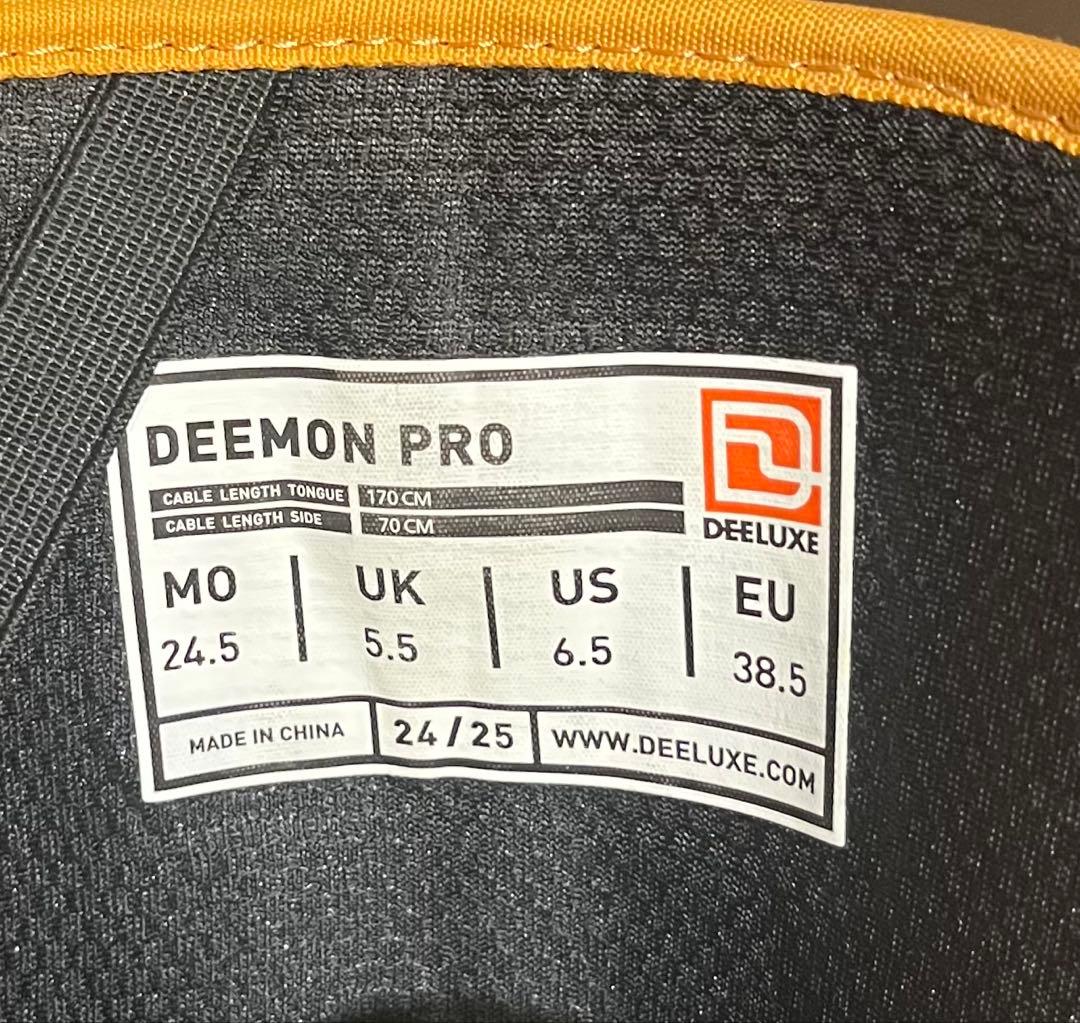 DEEMON PRO
CABLE LENGTH TONGUE 170 CM
CABLE LENGTH SIDE 70 CM
DEELUXE
MO UK US EU
24.5 5.5 6.5 38.5
MADE IN CHINA 24/25 WWW.DEELUXE.COM